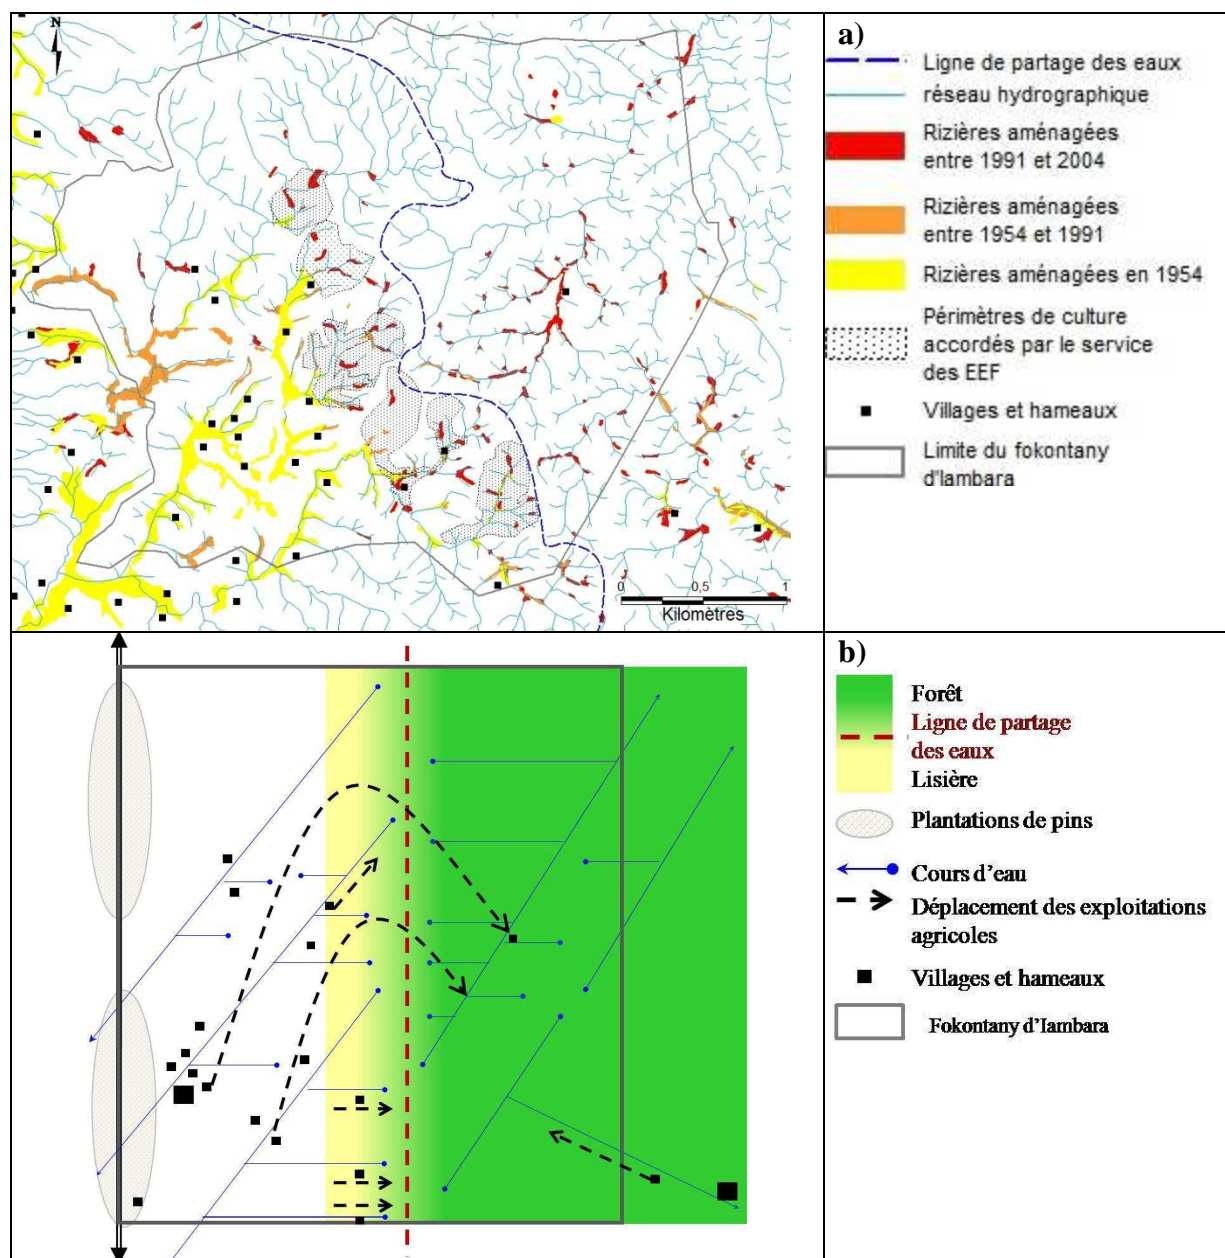 N
0
0,5
1
Kilomètres
a)
Ligne de partage des eaux
réseau hydrographique
Rizières aménagées
entre 1991 et 2004
Rizières aménagées
entre 1954 et 1991
Rizières aménagées en 1954
Périmètres de culture
accordés par le service
des EEF
Villages et hameaux
Limite du fokontany
d'Iambara
b)
Forêt
Ligne de partage
des eaux
Lisière
Plantations de pins
Cours d'eau
Déplacement des exploitations
agricoles
Villages et hameaux
Fokontany d'Iambara